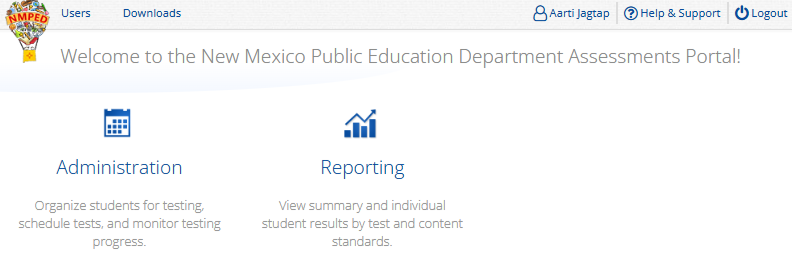 NMPED
Users Downloads Aarti Jagtap Help & Support Logout
Welcome to the New Mexico Public Education Department Assessments Portal!
Administration Reporting
Organize students for testing,
schedule tests, and monitor testing
progress.
View summary and individual
student results by test and content
standards.